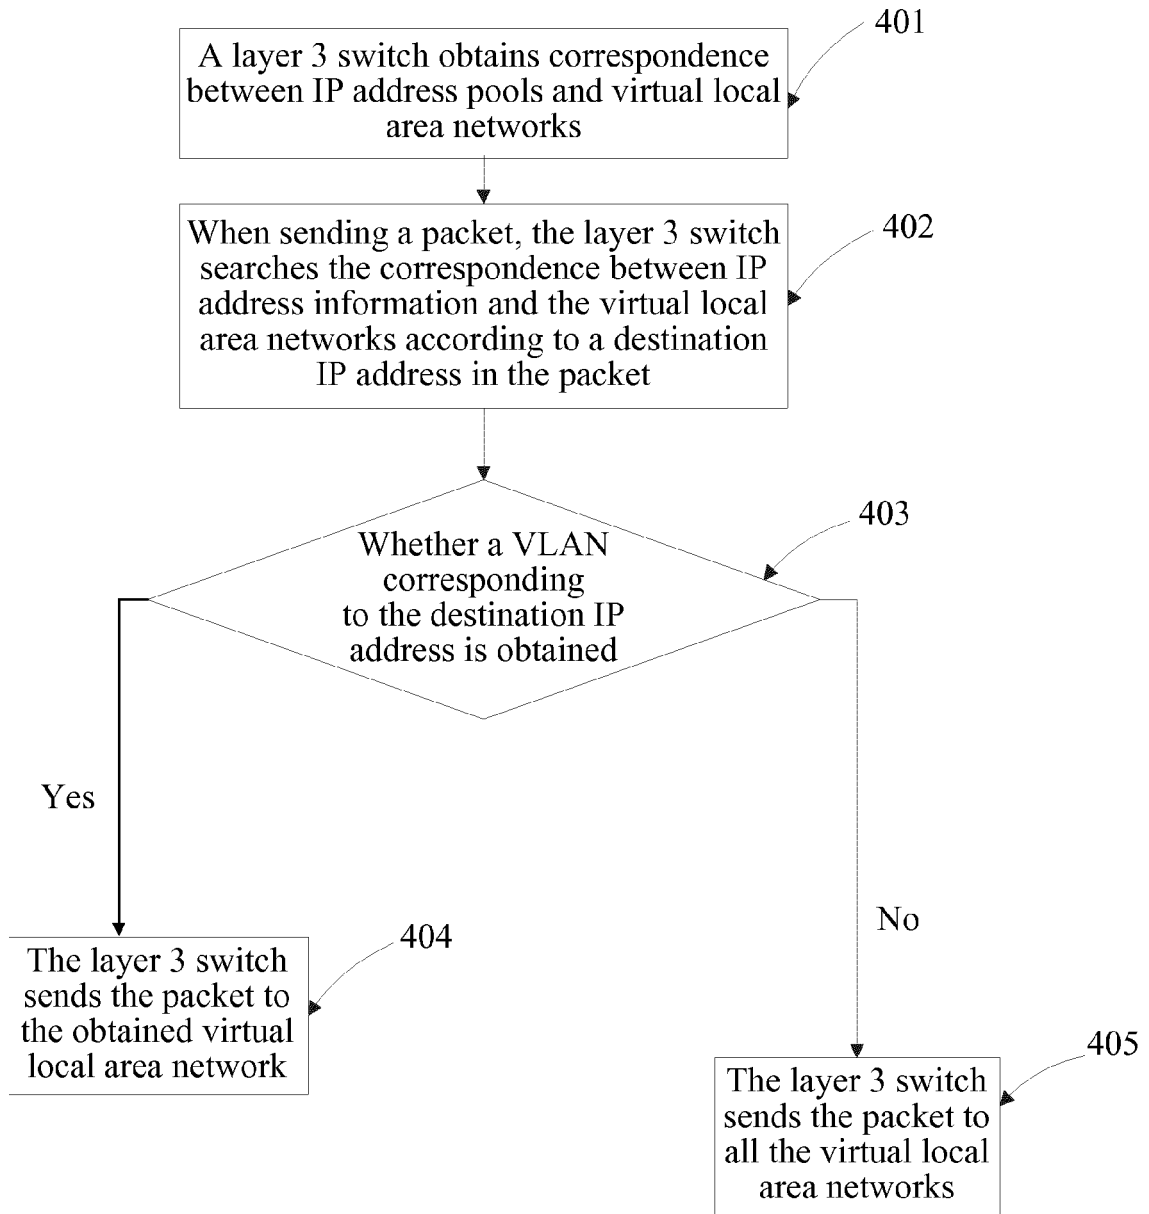 401
A layer 3 switch obtains correspondence
between IP address pools and virtual local
area networks
402
When sending a packet, the layer 3 switch
searches the correspondence between IP
address information and the virtual local
area networks according to a destination
IP address in the packet
403
Whether a VLAN
corresponding
to the destination IP
address is obtained
Yes
No
404
The layer 3 switch
sends the packet to
the obtained virtual
local area network
405
The layer 3 switch
sends the packet to
all the virtual local
area networks